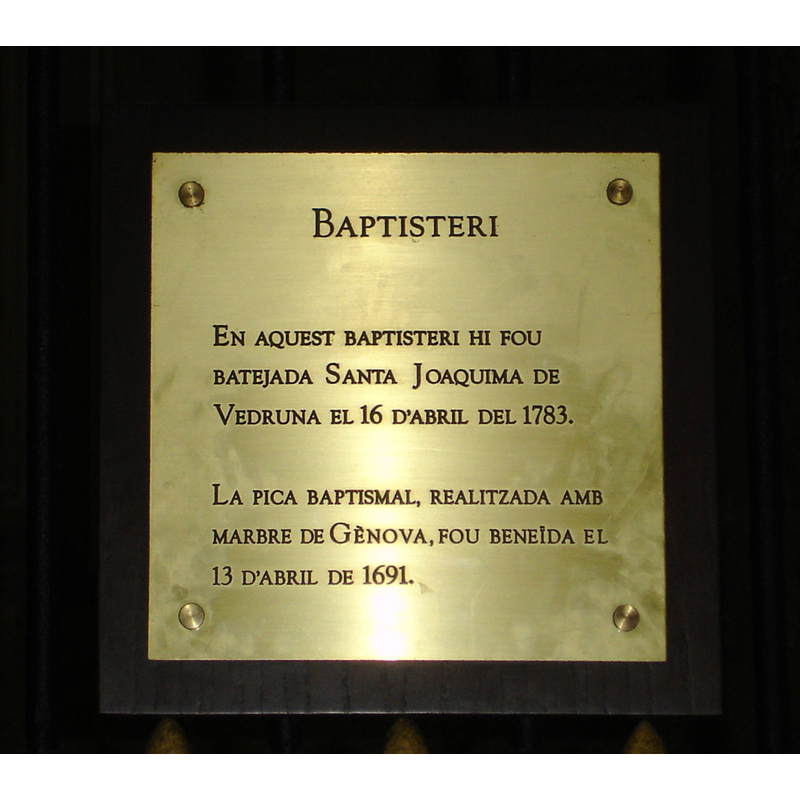 BAPTISTERI
EN AQUEST BAPTISTERI HI FOU
BATEJADA SANTA JOAQUIMA DE
VEDRUNA EL 16 D'ABRIL DEL 1783.
LA PICA BAPTISMAL, REALITZADA AMB
MARBRE DE GÈNOVA, FOU BENEÏDA EL
13 D'ABRIL DE 1691.